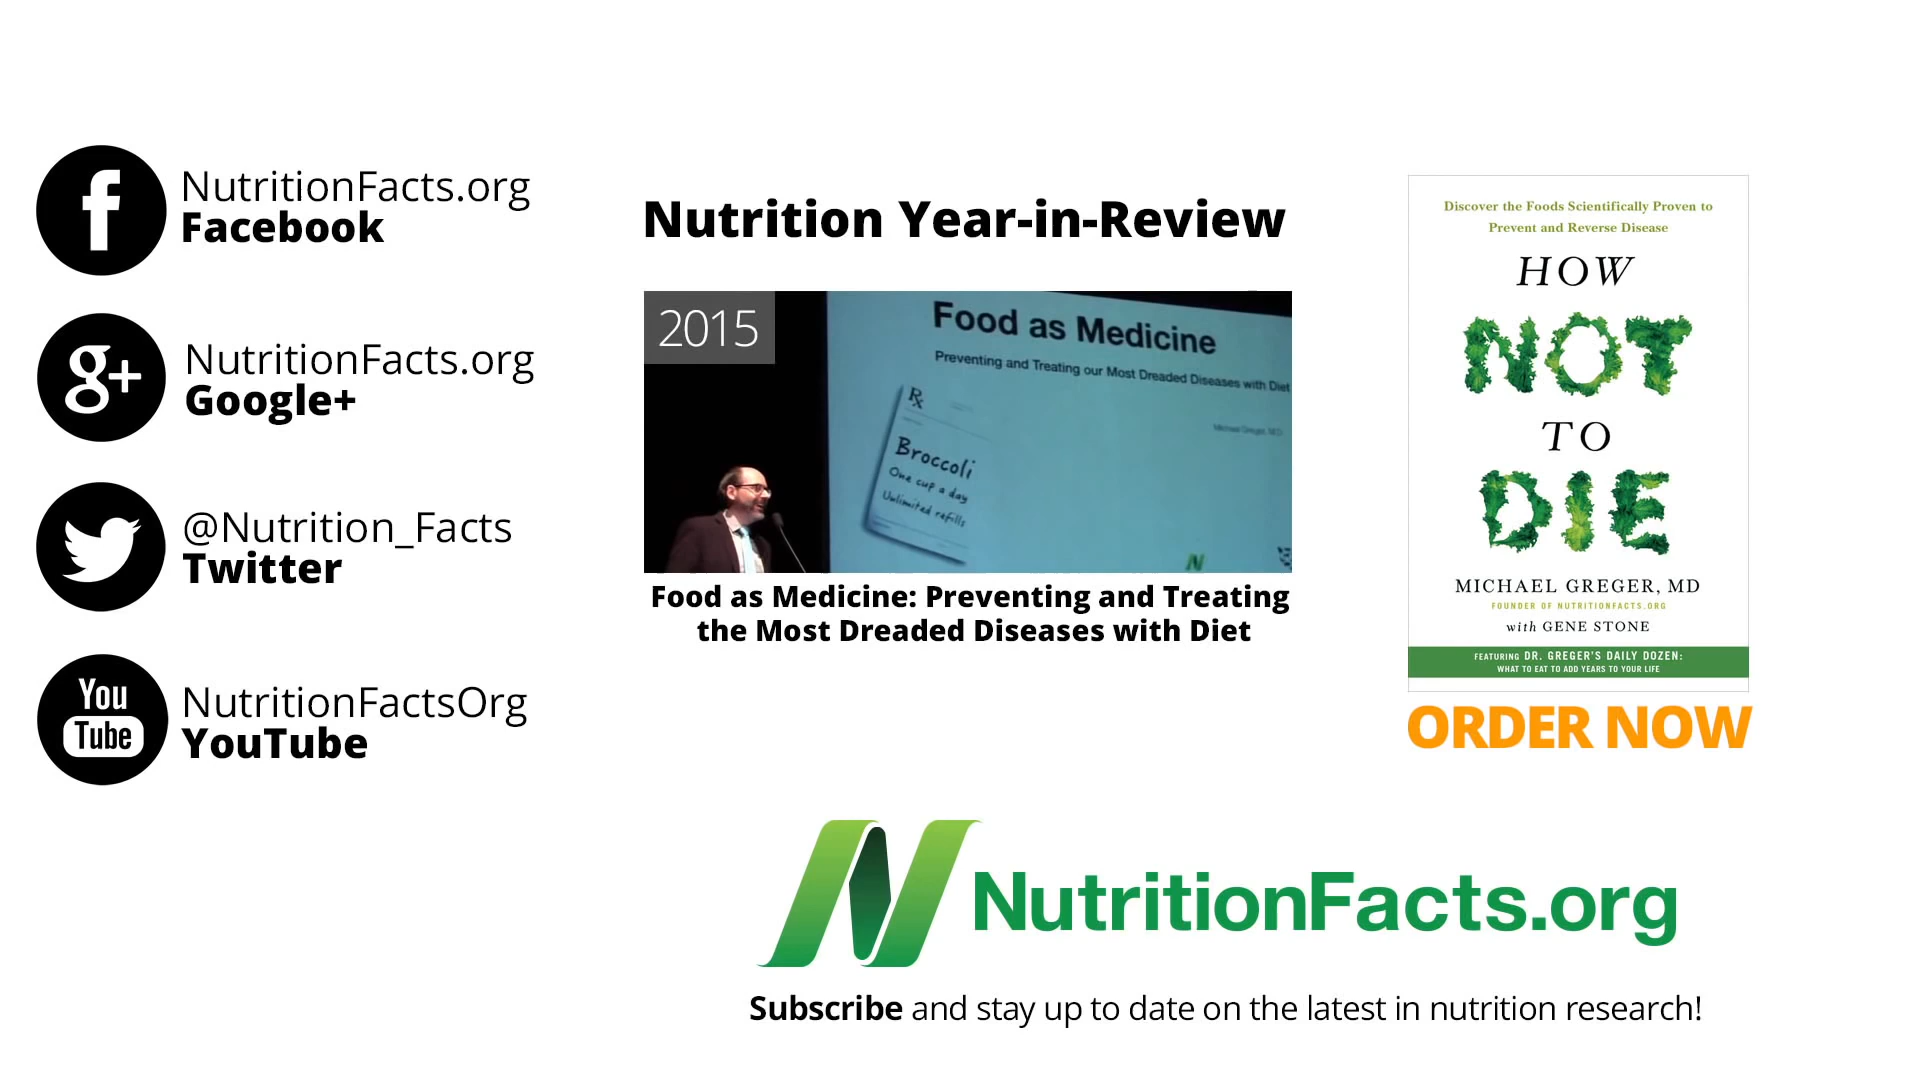 f
NutritionFacts.org
Facebook
g+
NutritionFacts.org
Google+
@Nutrition_Facts
Twitter
You
Tube
NutritionFactsOrg
YouTube
Nutrition Year-in-Review
2015
Food as Medicine
Preventing and Treating our Most Dreaded Diseases with Diet
Michael Greger, M.D.
Rx
Broccoli
One cup a day
Unlimited refills
Food as Medicine: Preventing and Treating
the Most Dreaded Diseases with Diet
Discover the Foods Scientifically Proven to
Prevent and Reverse Disease
HOW
NOT
TO
DIE
MICHAEL GREGER, MD
FOUNDER OF NUTRITIONFACTS.ORG
with GENE STONE
FEATURING DR. GREGER'S DAILY DOZEN:
WHAT TO EAT TO ADD YEARS TO YOUR LIFE
ORDER NOW
NutritionFacts.org
Subscribe and stay up to date on the latest in nutrition research!